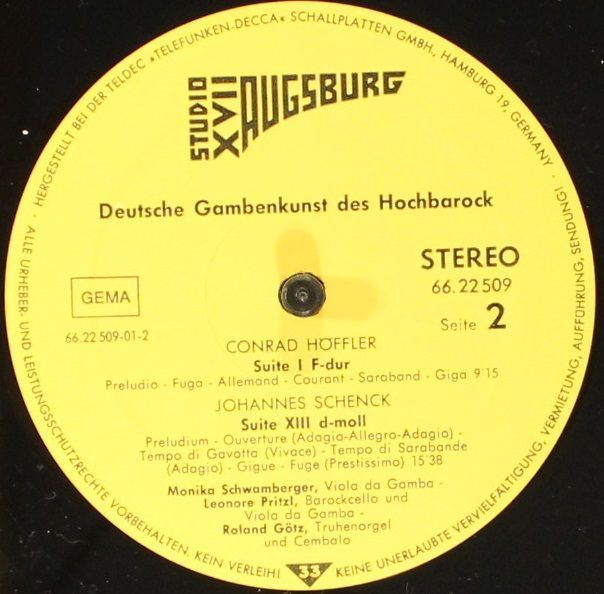 HERGESTELLT BEI DER TELDEC »TELEFUNKEN-DECCA« SCHALLPLATTEN GMBH, HAMBURG 19, GERMANY ·
STUDIO
XVII
AUGSBURG
Deutsche Gambenkunst des Hochbarock
STEREO
66.22 509
GEMA
Seite 2
66.22 509-01-2
CONRAD HÖFFLER
Suite I F-dur
Preludio - Fuga - Allemand - Courant - Saraband - Giga 9'15
JOHANNES SCHENCK
Suite XIII d-moll
Preludium - Ouverture (Adagio-Allegro-Adagio) -
Tempo di Gavotta (Vivace) - Tempo di Sarabande
(Adagio) - Gigue - Fuge (Prestissimo) 15'38
Monika Schwamberger, Viola da Gamba -
Leonore Pritzl, Barockcello und
Viola da Gamba -
Roland Götz, Truhenorgel
und Cembalo
33
· ALLE URHEBER- UND LEISTUNGSSCHUTZRECHTE VORBEHALTEN. KEIN VERLEIH! KEINE UNERLAUBTE VERVIELFÄLTIGUNG, VERMIETUNG, AUFFÜHRUNG, SENDUNG!